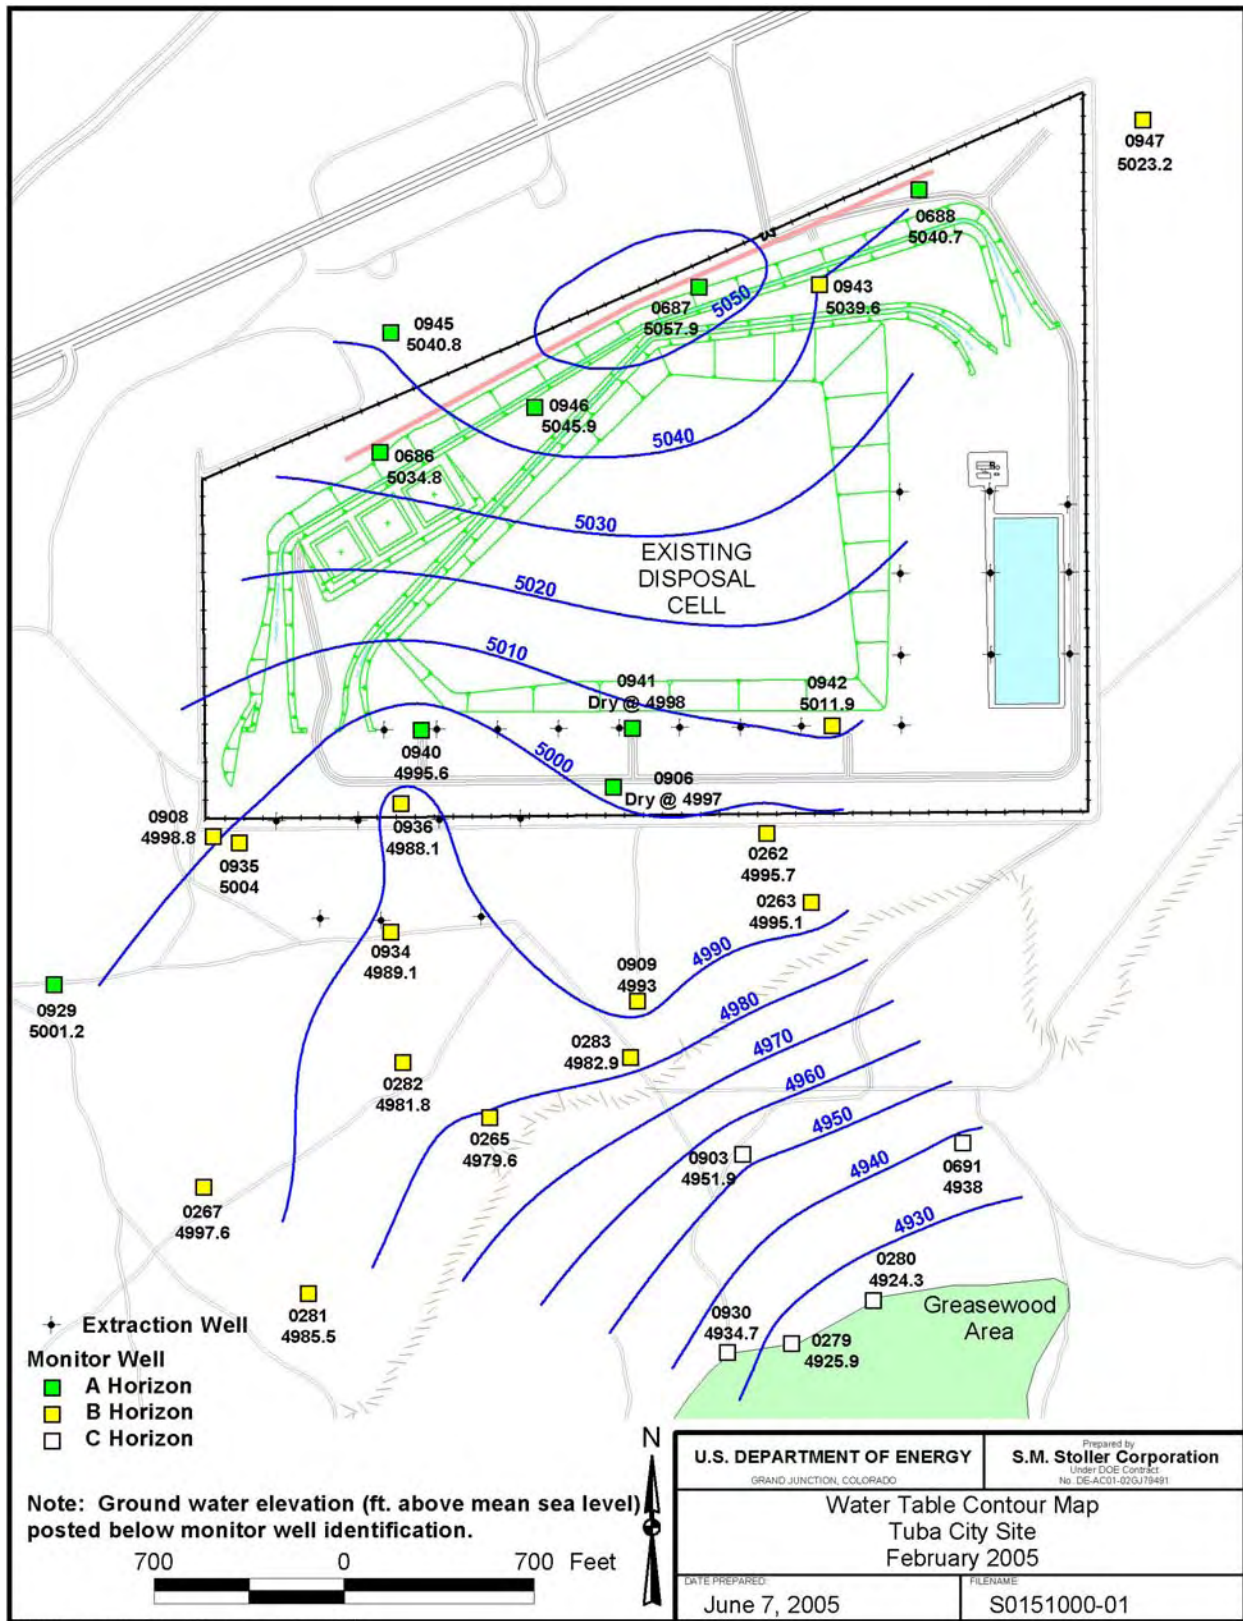 0947
5023.2
0688
5040.7
0943
5039.6
0687
5057.9
5050
0945
5040.8
0946
5045.9
5040
0686
5034.8
5030
EXISTING
DISPOSAL
CELL
5020
5010
0941
Dry @ 4998
0942
5011.9
0940
4995.6
5000
0906
Dry @ 4997
0908
4998.8
0936
4988.1
0935
5004
0262
4995.7
0263
4995.1
0934
4989.1
4990
0909
4993
0929
5001.2
4980
0283
4982.9
4970
0282
4981.8
4960
0265
4979.6
4950
0903
4951.9
4940
0691
4938
0267
4997.6
4930
0280
4924.3
0281
4985.5
Greasewood
Area
0930
4934.7
0279
4925.9
Extraction Well
Monitor Well
A Horizon
B Horizon
C Horizon
N
Note: Ground water elevation (ft. above mean sea level)
posted below monitor well identification.
700 0 700 Feet
U.S. DEPARTMENT OF ENERGY
GRAND JUNCTION, COLORADO
Prepared by
S.M. Stoller Corporation
Under DOE Contract
No. DE-AC01-02GJ79491
Water Table Contour Map
Tuba City Site
February 2005
DATE PREPARED:
June 7, 2005
FILENAME:
S0151000-01